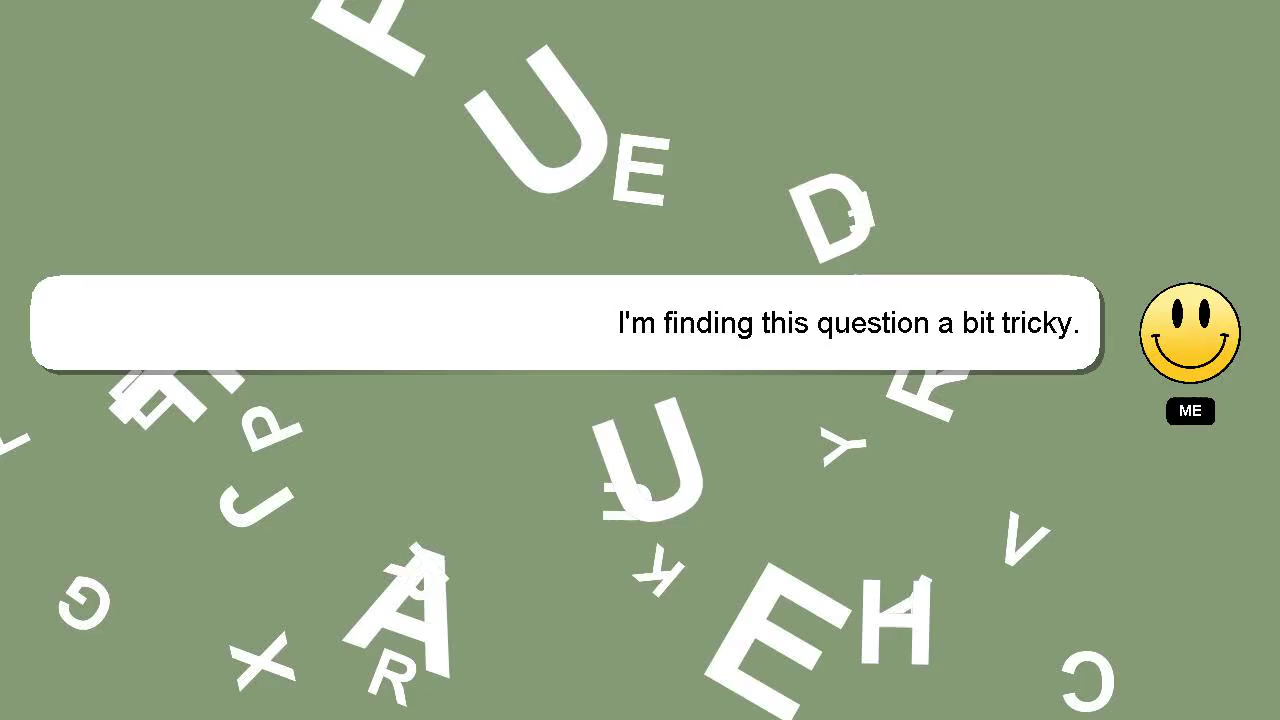 P
U
E
D
I'm finding this question a bit tricky.
ME
R
P
U
Y
J
V
K
A
E
H
G
X
R
C